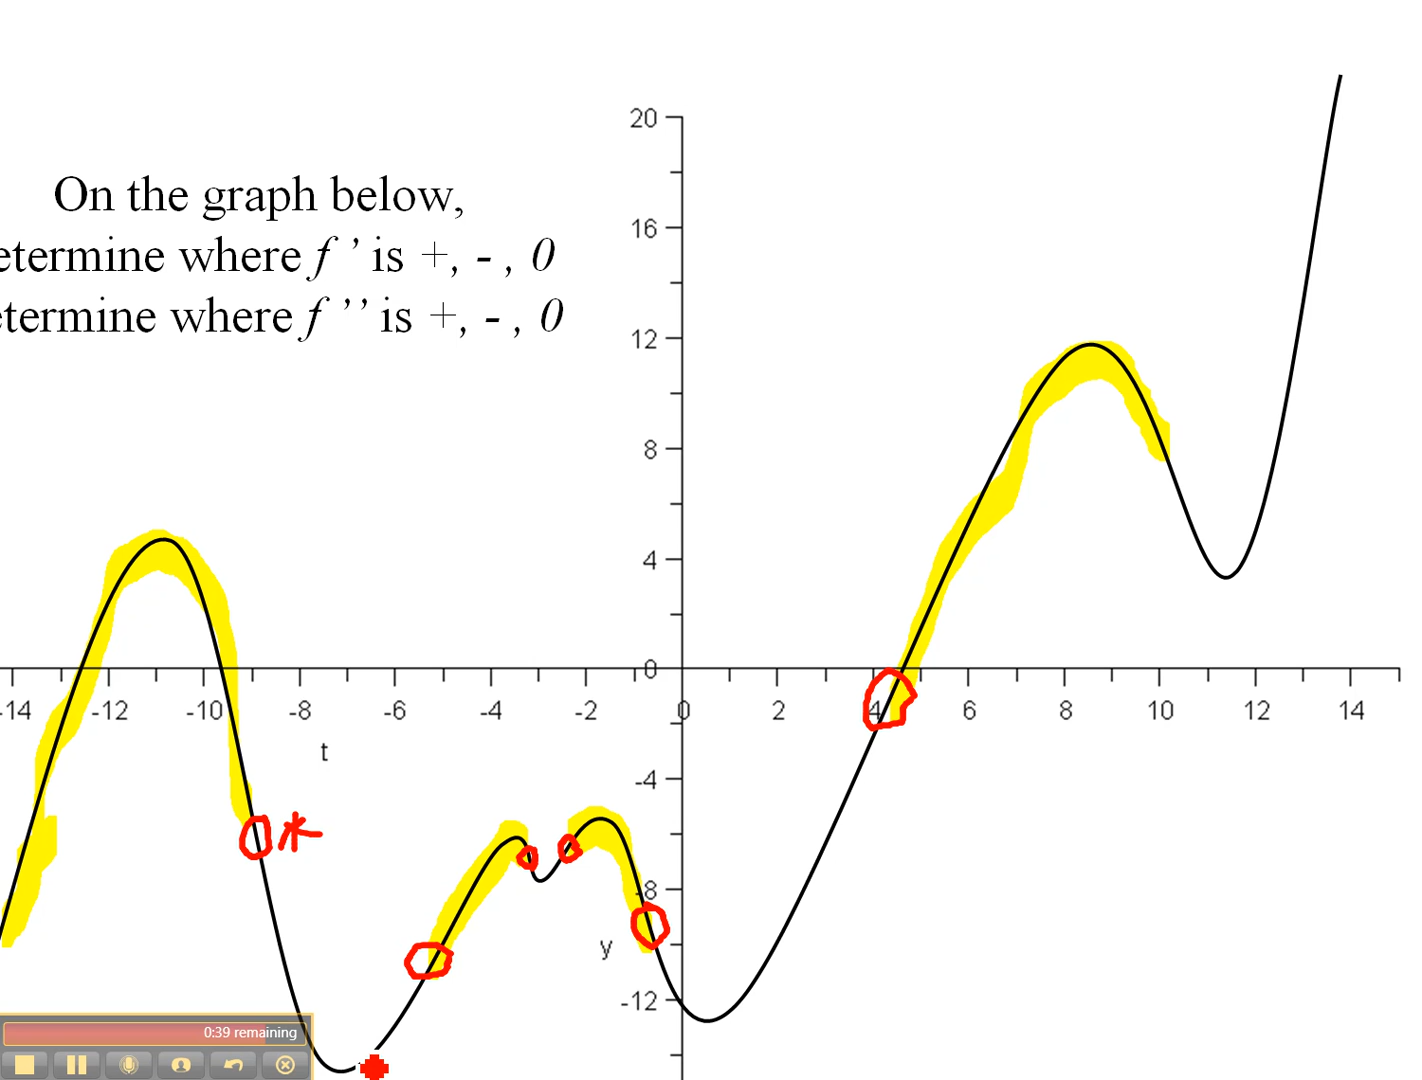 On the graph below,
etermine where f ’ is +, - , 0
etermine where f ’’ is +, - , 0
20
16
12
8
4
0
-14 -12 -10 -8 -6 -4 -2 0 2 4 6 8 10 12 14
t
-4
-8
y
-12
0:39 remaining